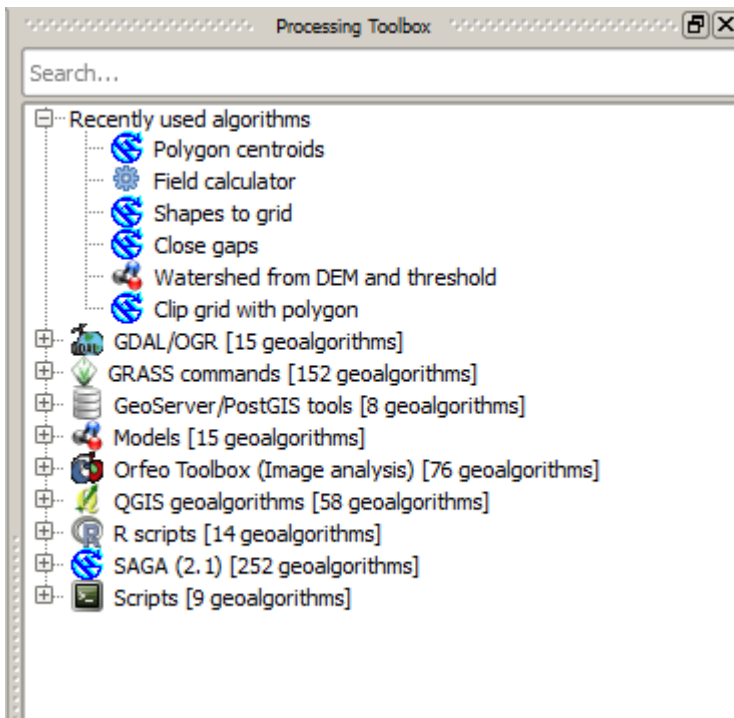 Processing Toolbox
Search...
Recently used algorithms
Polygon centroids
Field calculator
Shapes to grid
Close gaps
Watershed from DEM and threshold
Clip grid with polygon
GDAL/OGR [15 geoalgorithms]
GRASS commands [152 geoalgorithms]
GeoServer/PostGIS tools [8 geoalgorithms]
Models [15 geoalgorithms]
Orfeo Toolbox (Image analysis) [76 geoalgorithms]
QGIS geoalgorithms [58 geoalgorithms]
R scripts [14 geoalgorithms]
SAGA (2.1) [252 geoalgorithms]
Scripts [9 geoalgorithms]